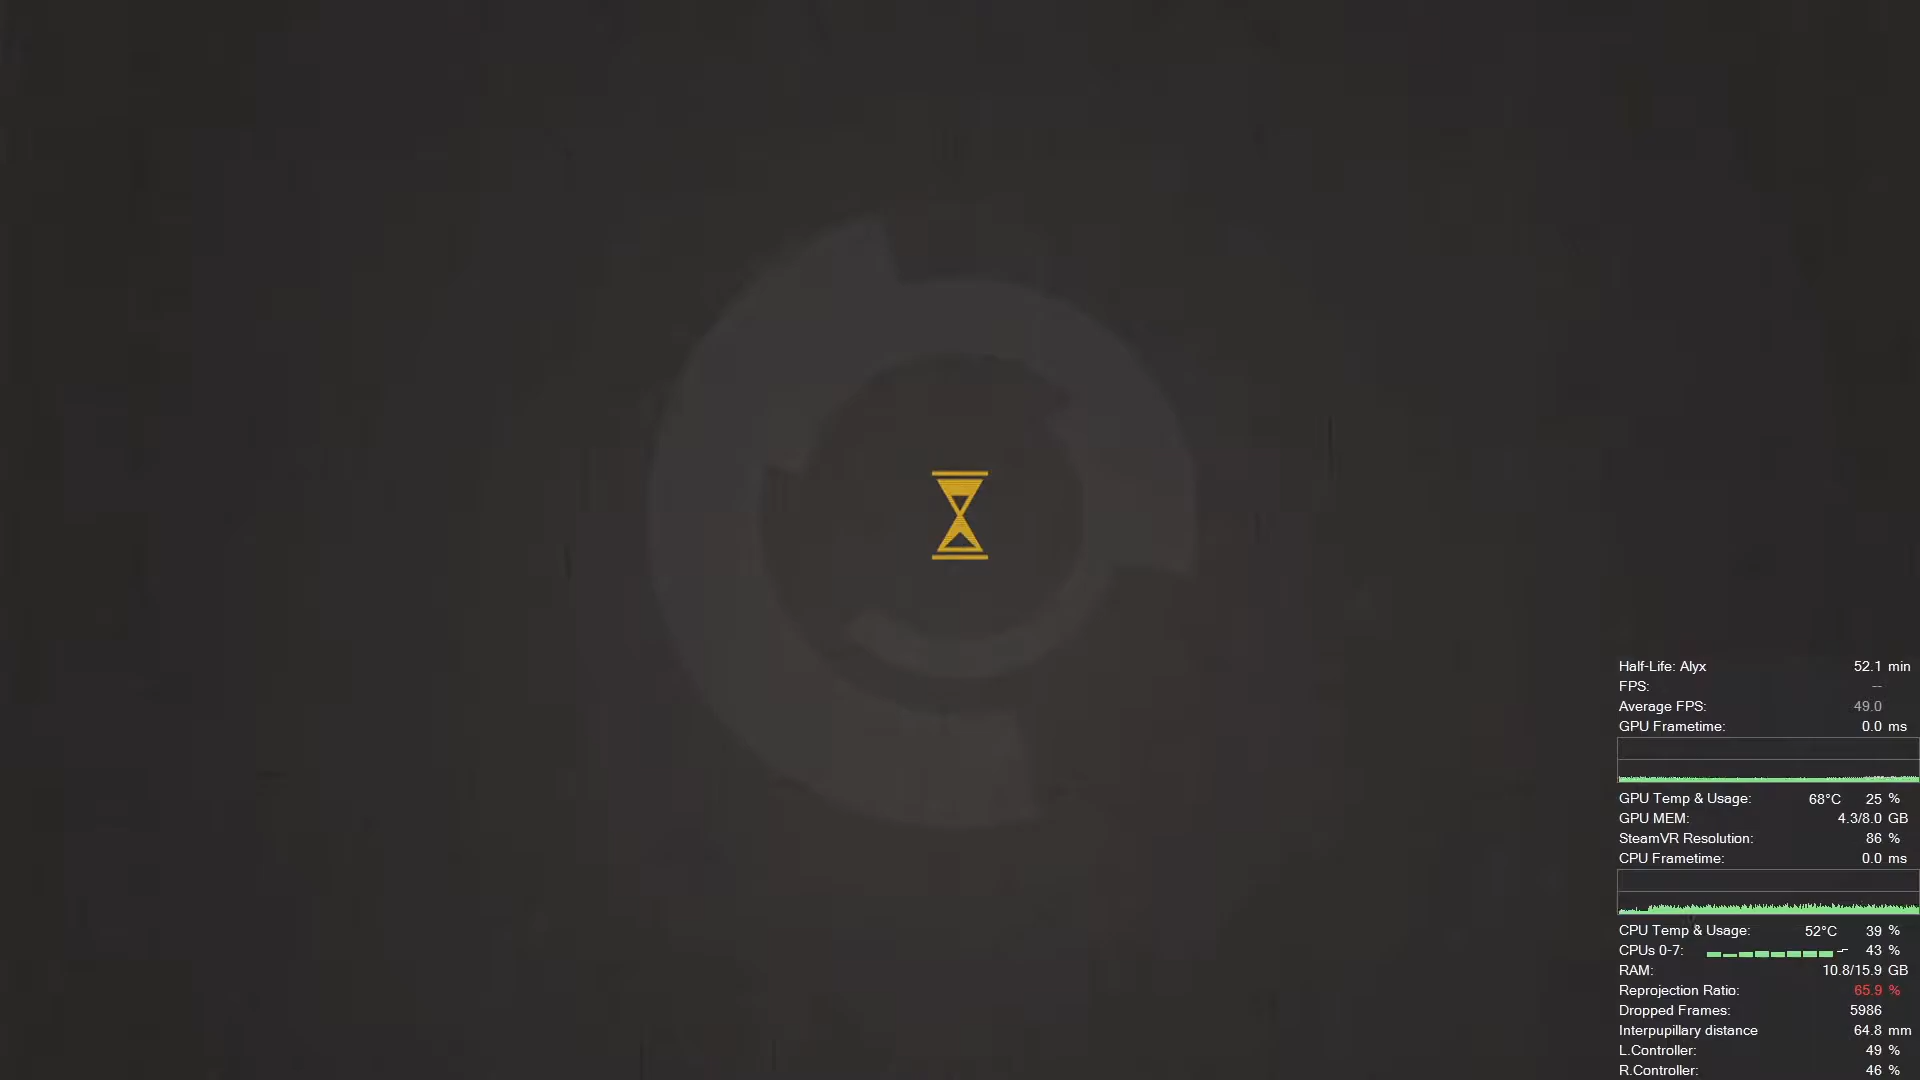 Half-Life: Alyx 52.1 min
FPS: --
Average FPS: 49.0
GPU Frametime: 0.0 ms
GPU Temp & Usage: 68°C 25 %
GPU MEM: 4.3/8.0 GB
SteamVR Resolution: 86 %
CPU Frametime: 0.0 ms
CPU Temp & Usage: 52°C 39 %
CPUs 0-7: 43 %
RAM: 10.8/15.9 GB
Reprojection Ratio: 65.9 %
Dropped Frames: 5986
Interpupillary distance 64.8 mm
L.Controller: 49 %
R.Controller: 46 %